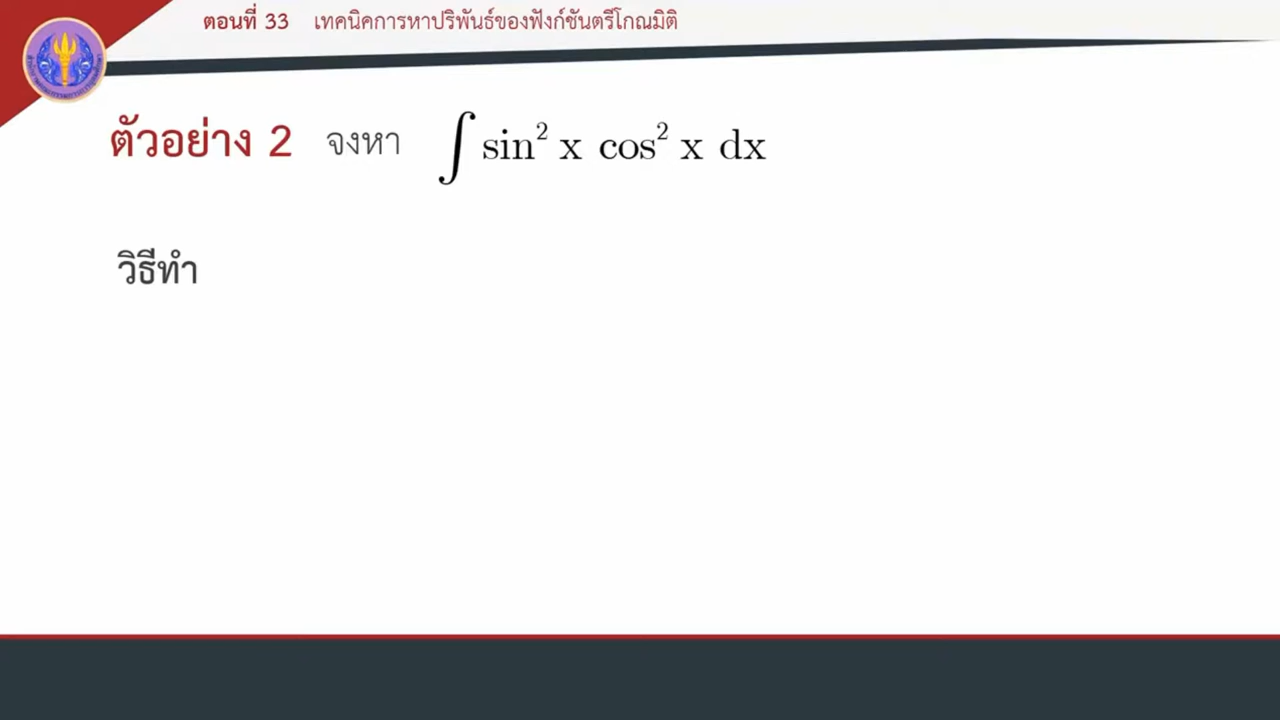 ตอนที่ 33 เทคนิคการหาปริพันธ์ของฟังก์ชันตรีโกณมิติ
ตัวอย่าง 2 จงหา ∫ sin² x cos² x dx
วิธีทำ